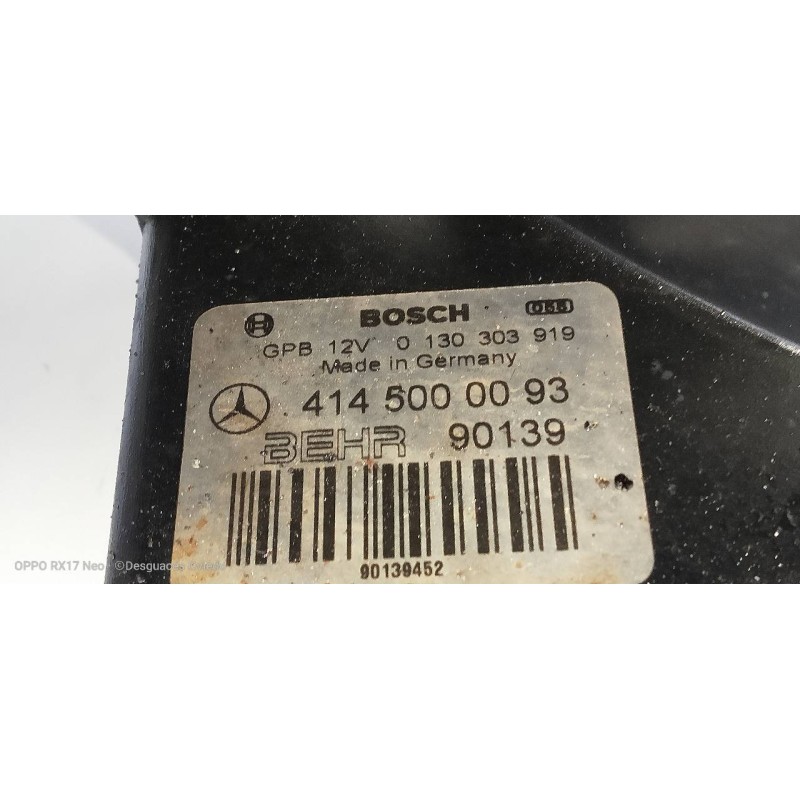 BOSCH
GPB 12V 0 130 303 919
Made in Germany
414 500 00 93
BEHR 90139
90139452
OPPO RX17 Neo ©Desguaces